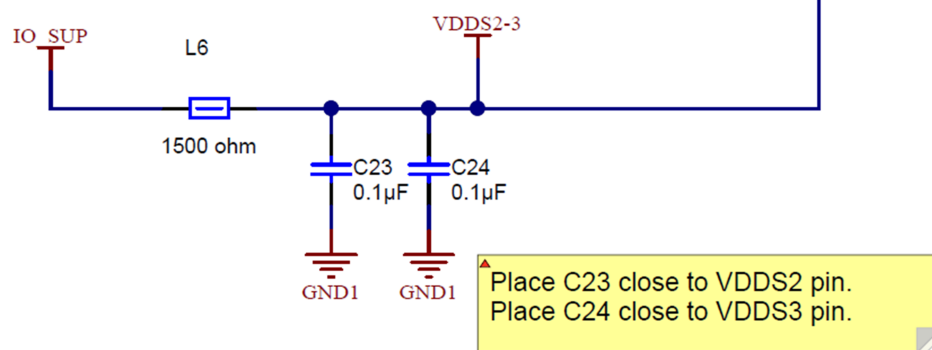 VDDS2-3
IO_SUP
L6
1500 ohm
C23
0.1µF
C24
0.1µF
GND1
GND1
Place C23 close to VDDS2 pin.
Place C24 close to VDDS3 pin.